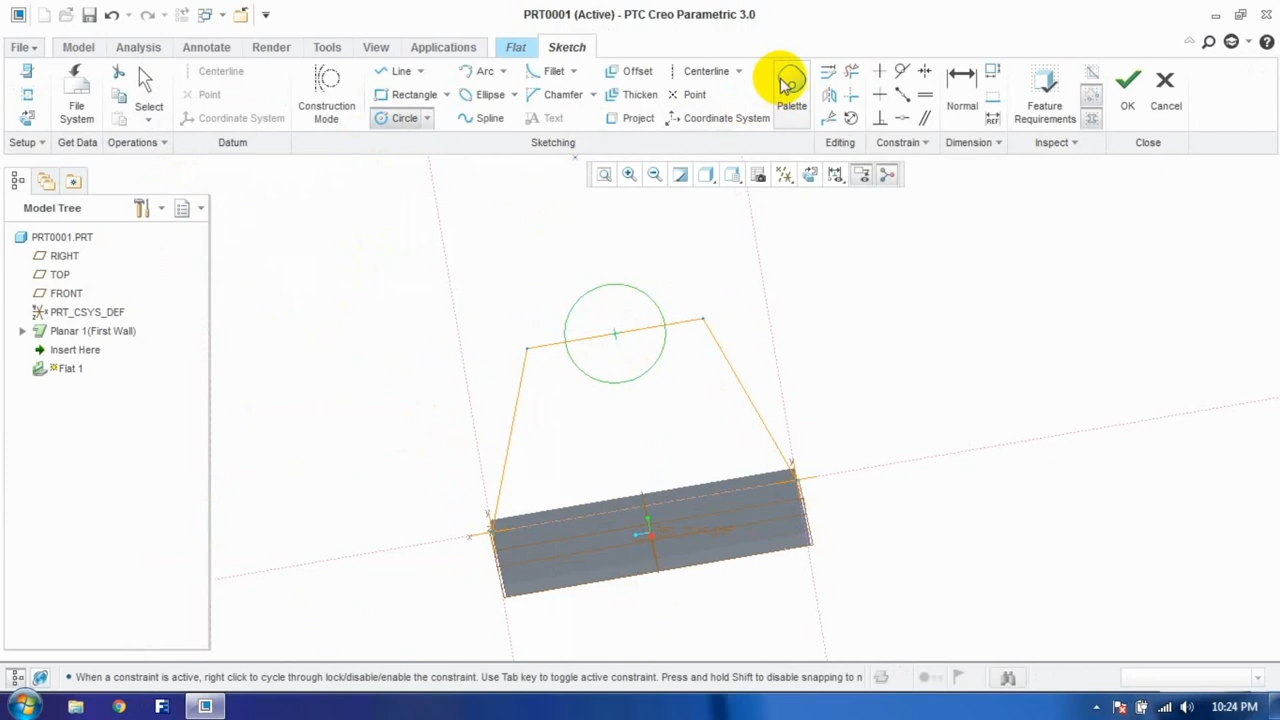 PRT0001 (Active) - PTC Creo Parametric 3.0
File Model Analysis Annotate Render Tools View Applications Flat Sketch
Centerline Line Arc Fillet Offset Centerline
Point Rectangle Ellipse Chamfer Thicken Point
Coordinate System Circle Spline Text Project Coordinate System
File System Select Construction Mode Palette Normal Feature Requirements OK Cancel
Setup Get Data Operations Datum Sketching Editing Constrain Dimension Inspect Close
Model Tree
PRT0001.PRT
RIGHT
TOP
FRONT
PRT_CSYS_DEF
Planar 1(First Wall)
Insert Here
Flat 1
When a constraint is active, right click to cycle through lock/disable/enable the constraint. Use Tab key to toggle active constraint. Press and hold Shift to disable snapping to n
10:24 PM